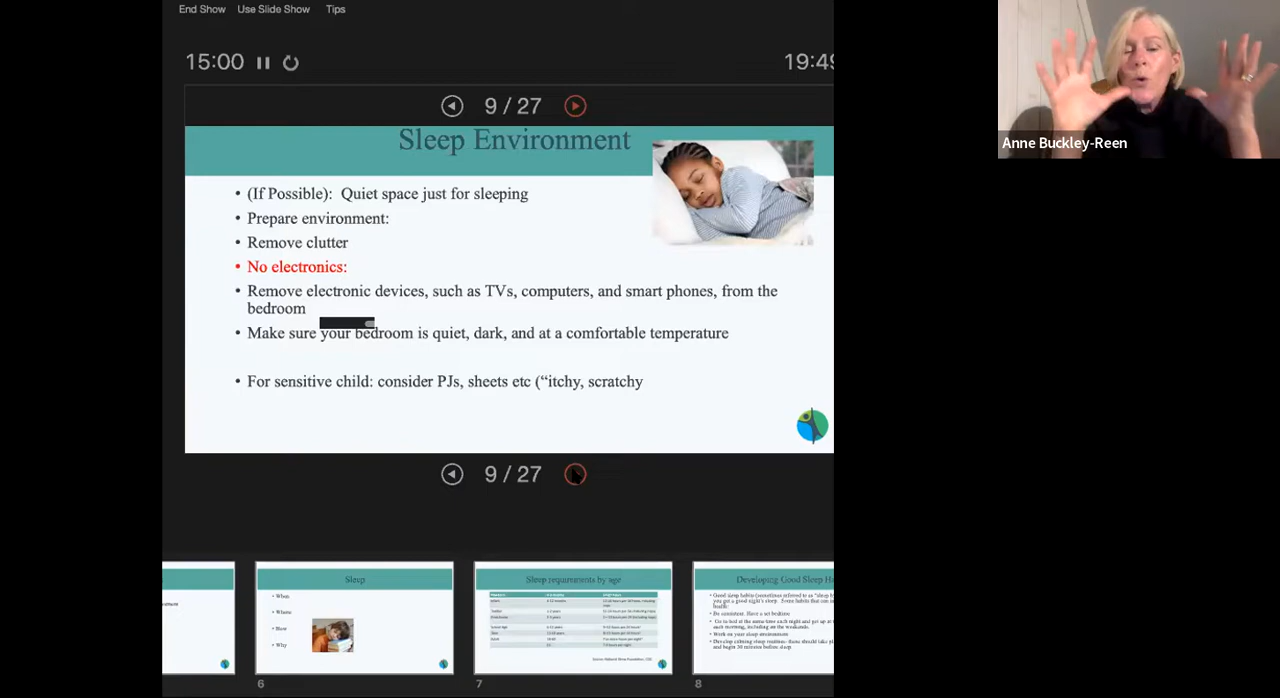 End Show Use Slide Show Tips
15:00
19:49
9 / 27
Anne Buckley-Reen
Sleep Environment
• (If Possible): Quiet space just for sleeping
• Prepare environment:
• Remove clutter
• No electronics:
• Remove electronic devices, such as TVs, computers, and smart phones, from the
bedroom
• Make sure your bedroom is quiet, dark, and at a comfortable temperature
• For sensitive child: consider PJs, sheets etc (“itchy, scratchy
9 / 27
Sleep
• When
• Where
• How
• Why
6
Sleep requirements by age
7
Developing Good Sleep
8